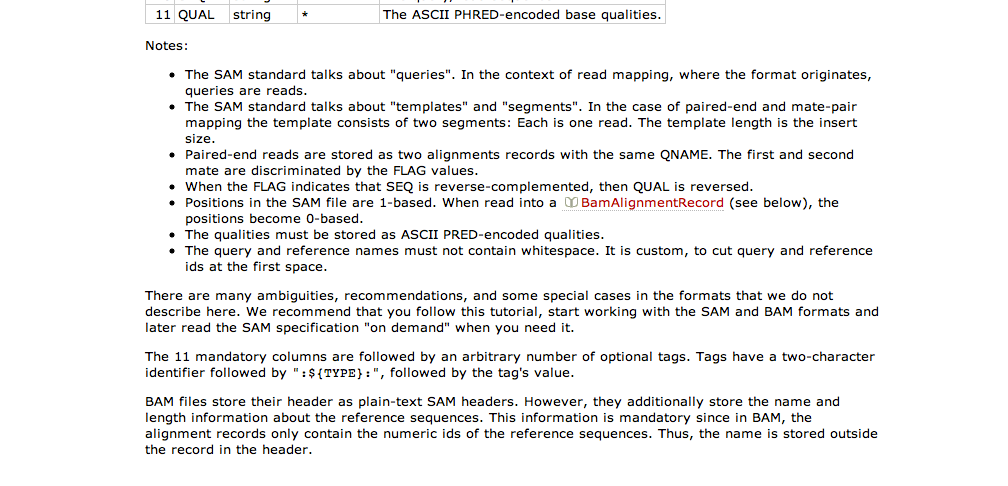 11 QUAL string * The ASCII PHRED-encoded base qualities.
Notes:
• The SAM standard talks about "queries". In the context of read mapping, where the format originates,
queries are reads.
• The SAM standard talks about "templates" and "segments". In the case of paired-end and mate-pair
mapping the template consists of two segments: Each is one read. The template length is the insert
size.
• Paired-end reads are stored as two alignments records with the same QNAME. The first and second
mate are discriminated by the FLAG values.
• When the FLAG indicates that SEQ is reverse-complemented, then QUAL is reversed.
• Positions in the SAM file are 1-based. When read into a BamAlignmentRecord (see below), the
positions become 0-based.
• The qualities must be stored as ASCII PRED-encoded qualities.
• The query and reference names must not contain whitespace. It is custom, to cut query and reference
ids at the first space.
There are many ambiguities, recommendations, and some special cases in the formats that we do not
describe here. We recommend that you follow this tutorial, start working with the SAM and BAM formats and
later read the SAM specification "on demand" when you need it.
The 11 mandatory columns are followed by an arbitrary number of optional tags. Tags have a two-character
identifier followed by ":${TYPE}:", followed by the tag's value.
BAM files store their header as plain-text SAM headers. However, they additionally store the name and
length information about the reference sequences. This information is mandatory since in BAM, the
alignment records only contain the numeric ids of the reference sequences. Thus, the name is stored outside
the record in the header.